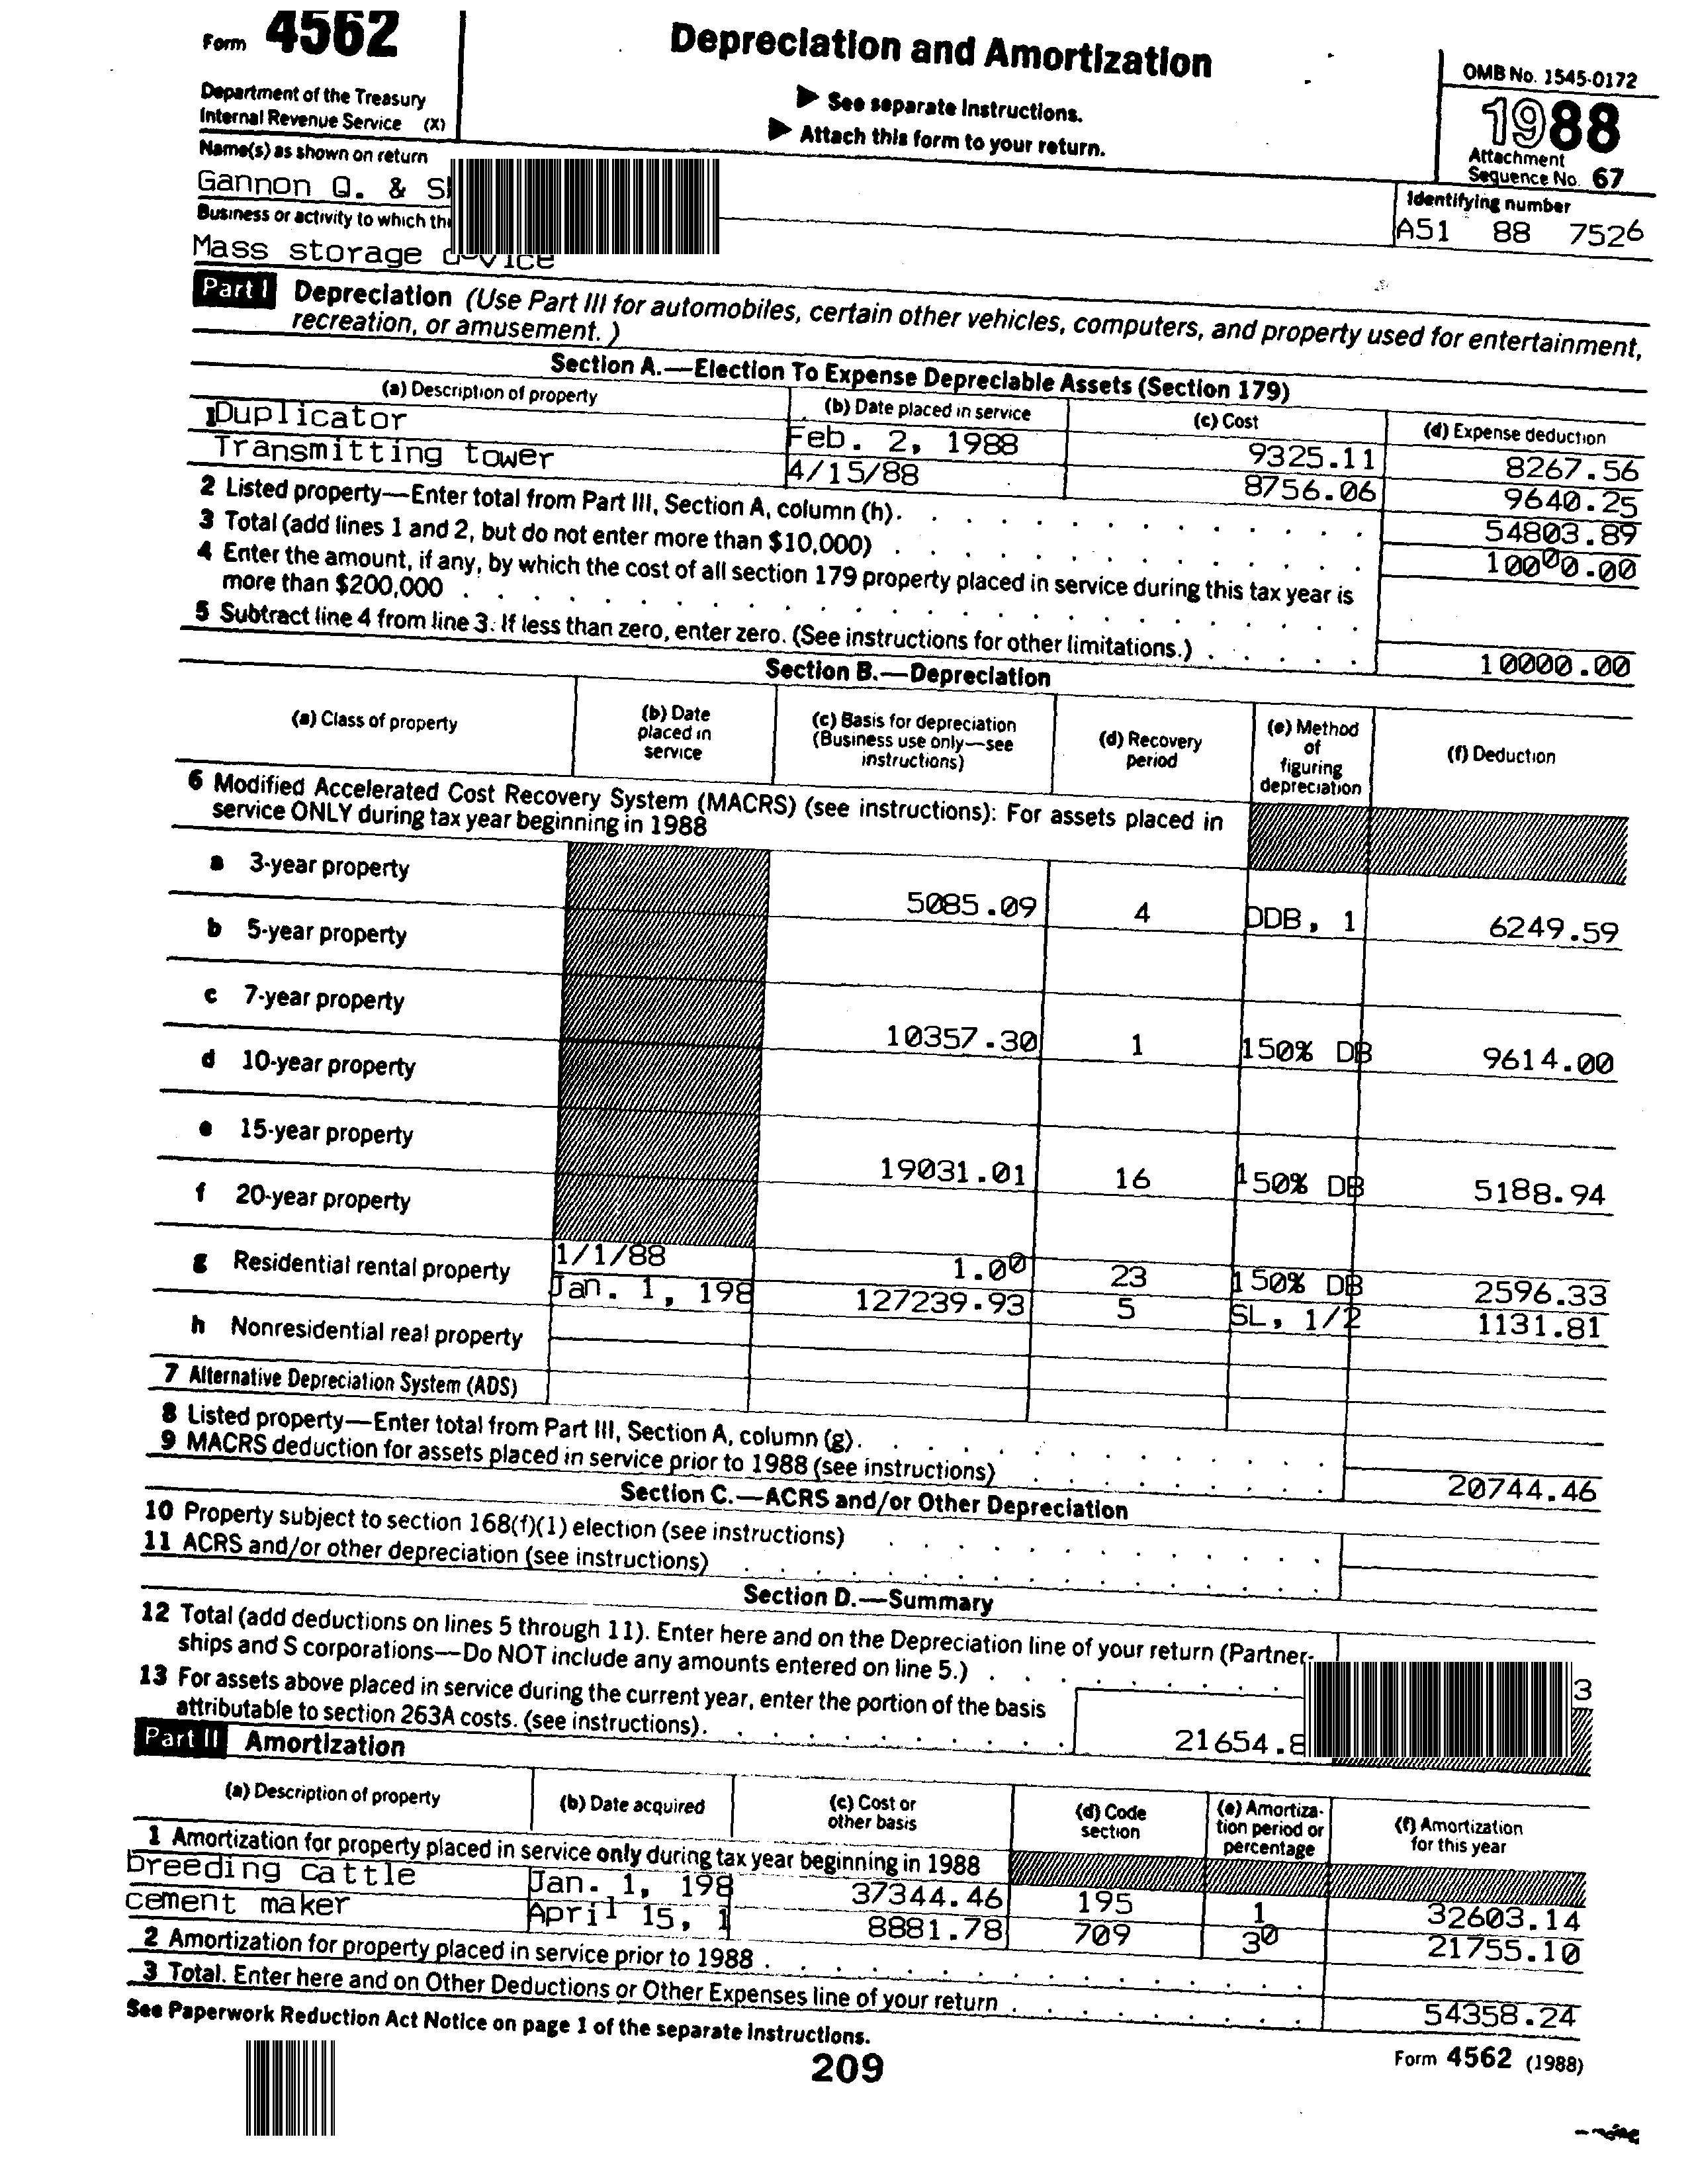 Form 4562
Depreciation and Amortization
OMB No. 1545-0172
Department of the Treasury
Internal Revenue Service (X)
▶ See separate Instructions.
▶ Attach this form to your return.
1988
Attachment
Sequence No. 67
Name(s) as shown on return
Gannon Q. &
Identifying number
A51 88 7526
Business or activity to which
Mass storage
Part I Depreciation (Use Part III for automobiles, certain other vehicles, computers, and property used for entertainment,
recreation, or amusement.)
Section A.—Election To Expense Depreciable Assets (Section 179)
(a) Description of property (b) Date placed in service (c) Cost (d) Expense deduction
1 Duplicator Feb. 2, 1988 9325.11 8267.56
Transmitting tower 4/15/88 8756.06 9640.25
2 Listed property—Enter total from Part III, Section A, column (h). 54803.89
3 Total (add lines 1 and 2, but do not enter more than $10,000) 10000.00
4 Enter the amount, if any, by which the cost of all section 179 property placed in service during this tax year is
more than $200,000
5 Subtract line 4 from line 3. If less than zero, enter zero. (See instructions for other limitations.) 10000.00
Section B.—Depreciation
(a) Class of property (b) Date placed in service (c) Basis for depreciation (Business use only—see instructions) (d) Recovery period (e) Method of figuring depreciation (f) Deduction
6 Modified Accelerated Cost Recovery System (MACRS) (see instructions): For assets placed in
service ONLY during tax year beginning in 1988
a 3-year property 5085.09 4 DDB, 1 6249.59
b 5-year property
c 7-year property 10357.30 1 150% DB 9614.00
d 10-year property
e 15-year property 19031.01 16 150% DB 5188.94
f 20-year property
g Residential rental property 1/1/88 1.00 23 150% DB 2596.33
Jan. 1, 198 127239.93 5 SL, 1/2 1131.81
h Nonresidential real property
7 Alternative Depreciation System (ADS)
8 Listed property—Enter total from Part III, Section A, column (g).
9 MACRS deduction for assets placed in service prior to 1988 (see instructions) 20744.46
Section C.—ACRS and/or Other Depreciation
10 Property subject to section 168(f)(1) election (see instructions)
11 ACRS and/or other depreciation (see instructions)
Section D.—Summary
12 Total (add deductions on lines 5 through 11). Enter here and on the Depreciation line of your return (Partner-
ships and S corporations—Do NOT include any amounts entered on line 5.) 3
13 For assets above placed in service during the current year, enter the portion of the basis
attributable to section 263A costs. (see instructions). 21654.8
Part II Amortization
(a) Description of property (b) Date acquired (c) Cost or other basis (d) Code section (e) Amortization period or percentage (f) Amortization for this year
1 Amortization for property placed in service only during tax year beginning in 1988
breeding cattle Jan. 1, 198 37344.46 195 1 32603.14
cement maker April 15, 1 8881.78 709 30 21755.10
2 Amortization for property placed in service prior to 1988
3 Total. Enter here and on Other Deductions or Other Expenses line of your return 54358.24
See Paperwork Reduction Act Notice on page 1 of the separate Instructions.
209
Form 4562 (1988)